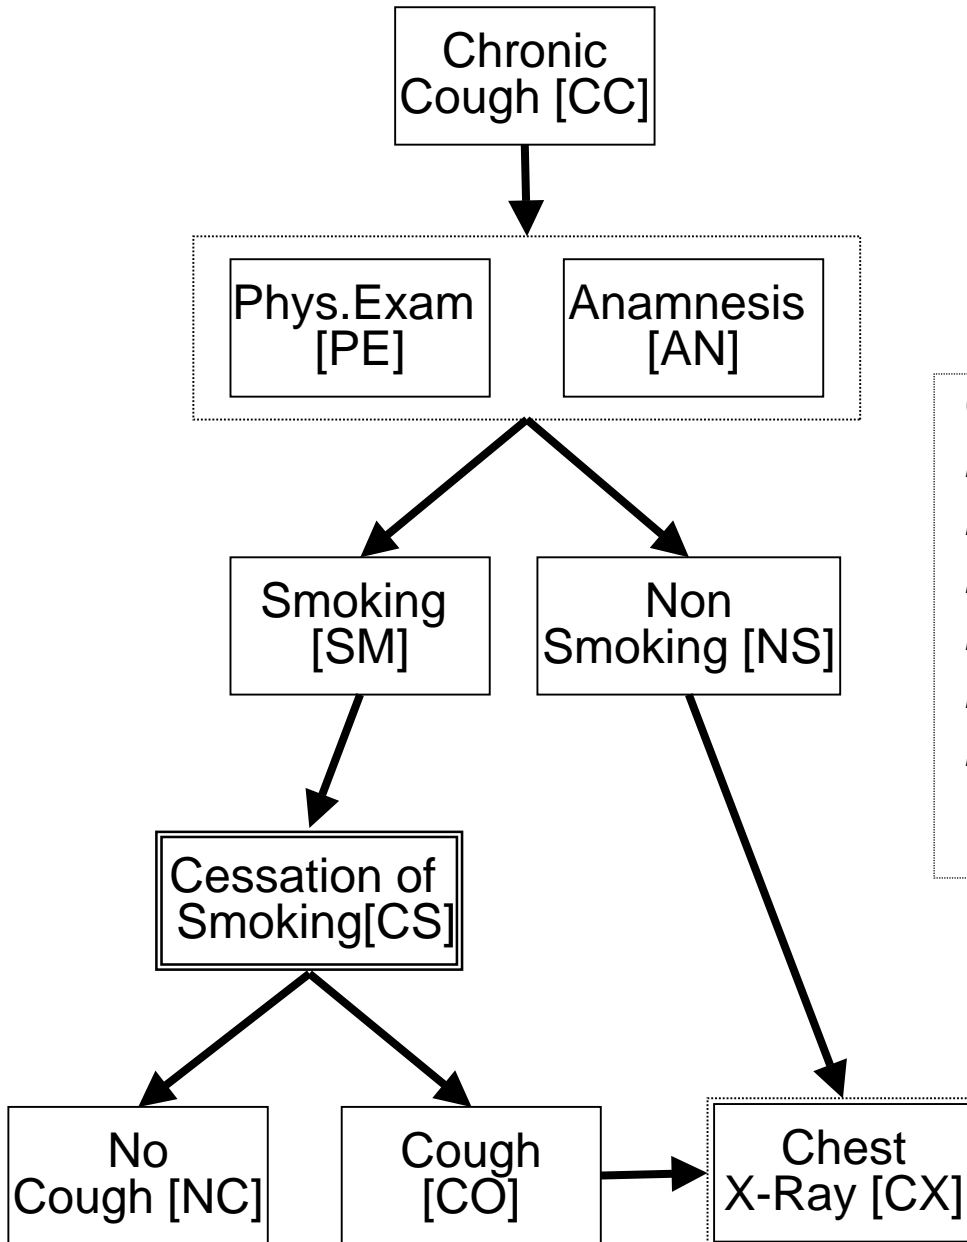 Chronic
Cough [CC]
Phys.Exam
[PE]
Anamnesis
[AN]
Smoking
[SM]
Non
Smoking [NS]
Cessation of
Smoking[CS]
No
Cough [NC]
Cough
[CO]
Chest
X-Ray [CX]